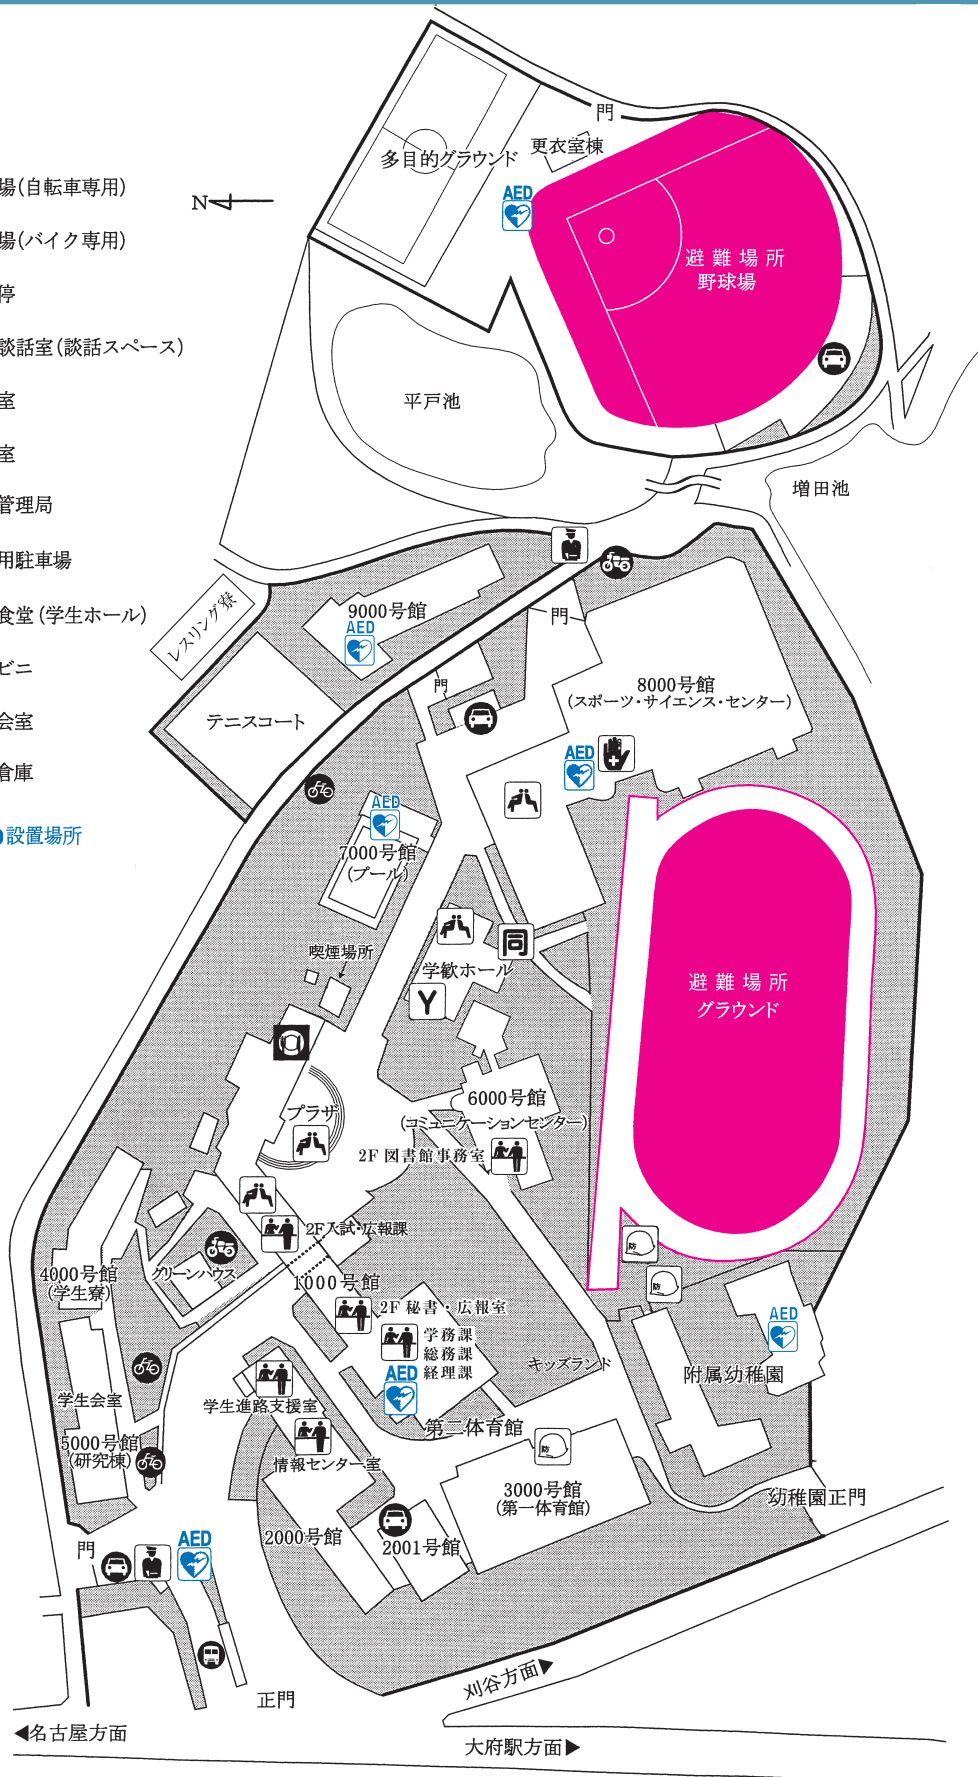 門
更衣室棟
多目的グラウンド
AED
場(自転車専用)
N
場(バイク専用)
避難場所
野球場
停
談話室(談話スペース)
室
平戸池
室
増田池
管理局
用駐車場
9000号館
AED
レスリング寮
食堂(学生ホール)
門
ビニ
門
8000号館
(スポーツ・サイエンス・センター)
会室
テニスコート
AED
倉庫
AED
設置場所
7000号館
(プール)
喫煙場所
同
学歓ホール
Y
避難場所
グラウンド
6000号館
(コミュニケーションセンター)
プラザ
2F 図書館事務室
2F入試・広報課
防
4000号館
(学生寮)
グリーンハウス
1000号館
防
2F 秘書・広報室
AED
学務課
総務課
経理課
キッズランド
附属幼稚園
AED
学生会室
学生進路支援室
第二体育館
5000号館
(研究棟)
防
情報センター室
3000号館
(第一体育館)
幼稚園正門
2000号館
2001号館
門
AED
刈谷方面▶
正門
◀名古屋方面
大府駅方面▶